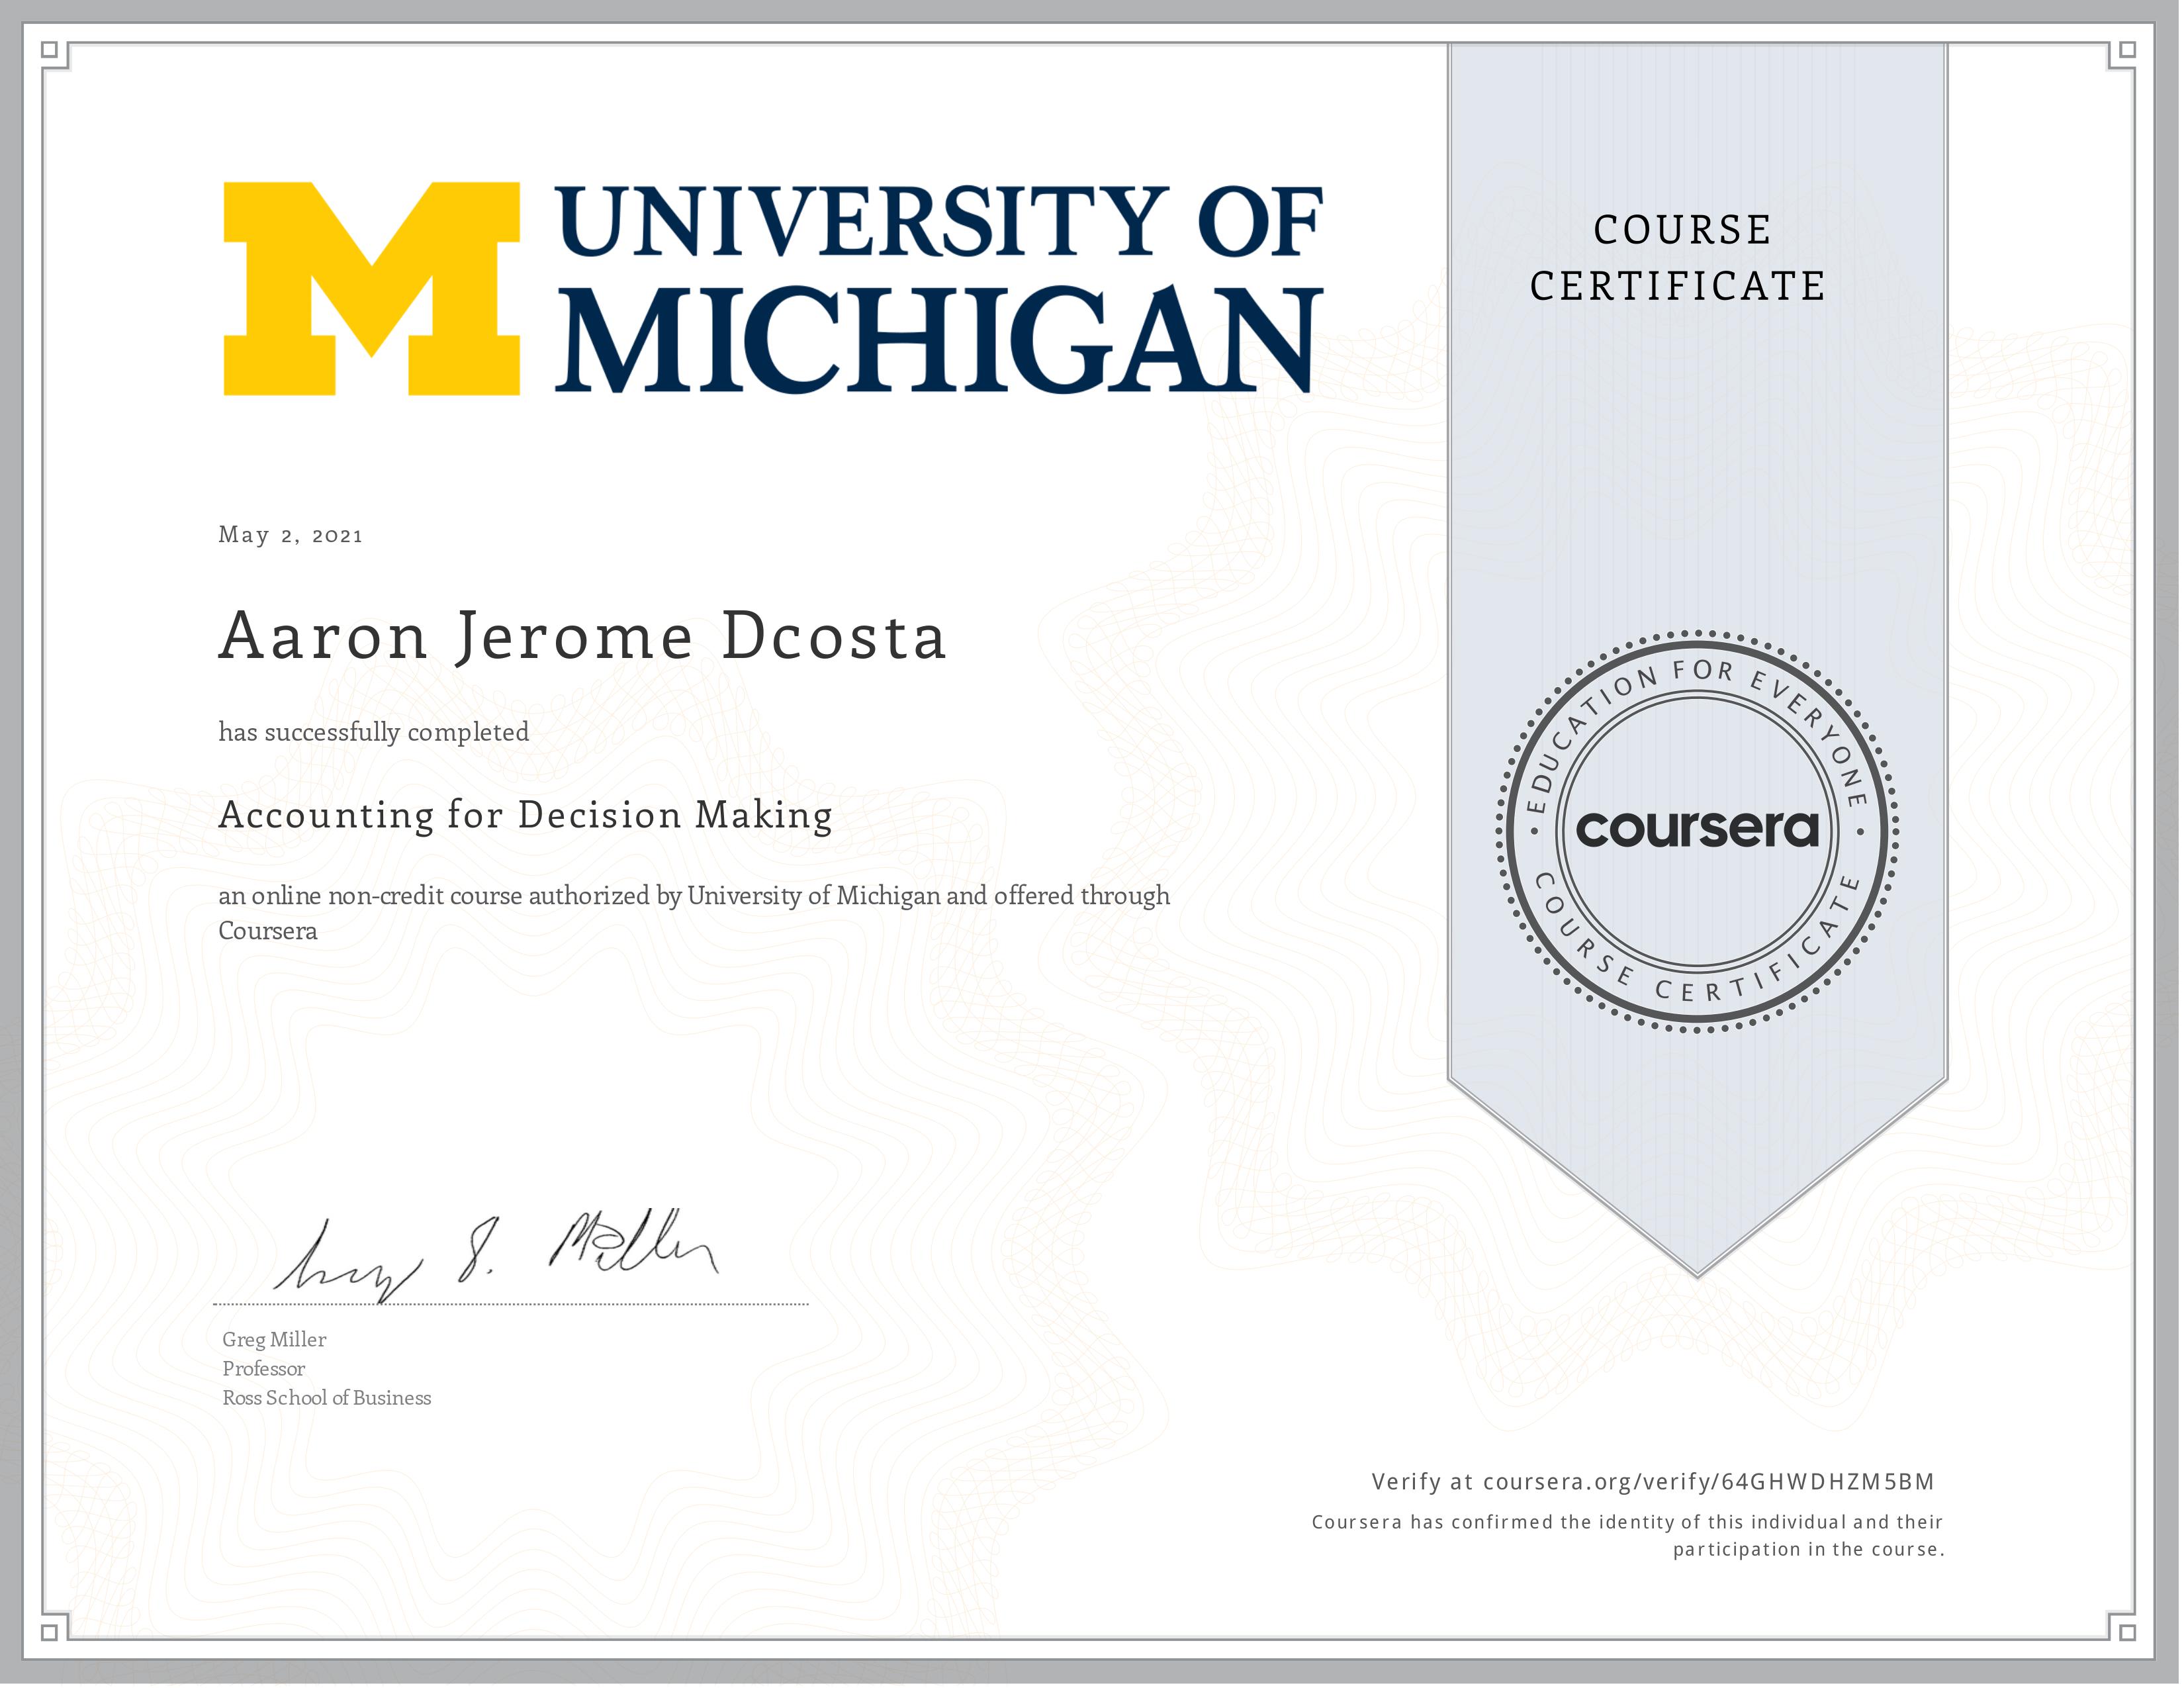 UNIVERSITY OF
MICHIGAN
COURSE
CERTIFICATE
May 2, 2021
Aaron Jerome Dcosta
has successfully completed
Accounting for Decision Making
an online non-credit course authorized by University of Michigan and offered through
Coursera
EDUCATION FOR EVERYONE
coursera
COURSE CERTIFICATE
Greg Miller
Professor
Ross School of Business
Verify at coursera.org/verify/64GHWDHZM5BM
Coursera has confirmed the identity of this individual and their
participation in the course.